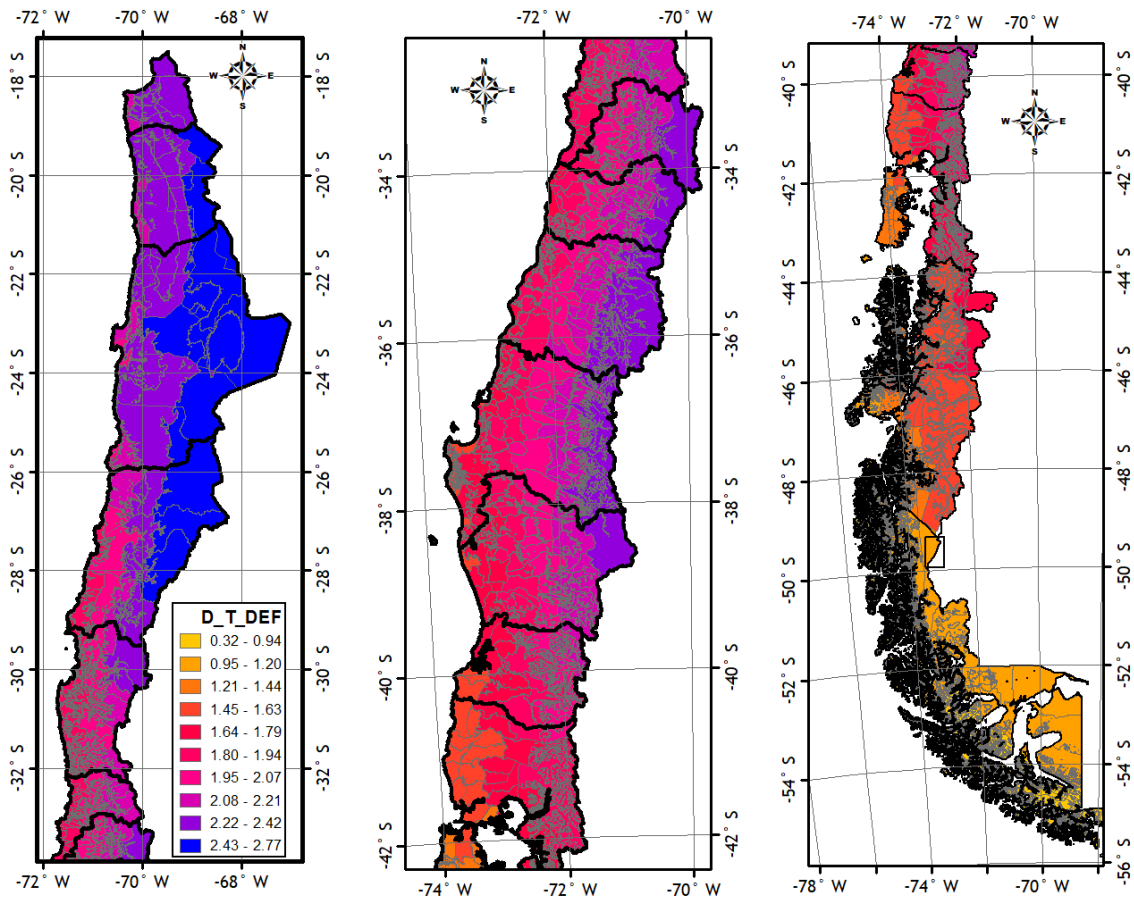 -72° W -70° W -68° W
-72° W -70° W
-74° W -72° W -70° W
N
W E
S
N
W E
S
N
W E
S
-18° S
-20° S
-22° S
-24° S
-26° S
-28° S
-30° S
-32° S
-18° S
-20° S
-22° S
-24° S
-26° S
-28° S
-30° S
-32° S
D_T_DEF
0.32 - 0.94
0.95 - 1.20
1.21 - 1.44
1.45 - 1.63
1.64 - 1.79
1.80 - 1.94
1.95 - 2.07
2.08 - 2.21
2.22 - 2.42
2.43 - 2.77
-72° W -70° W -68° W
-34° S
-36° S
-38° S
-40° S
-42° S
-34° S
-36° S
-38° S
-40° S
-42° S
-74° W -72° W -70° W
-40° S
-42° S
-44° S
-46° S
-48° S
-50° S
-52° S
-54° S
-40° S
-42° S
-44° S
-46° S
-48° S
-50° S
-52° S
-54° S
-56° S
-78° W -76° W -74° W -72° W -70° W